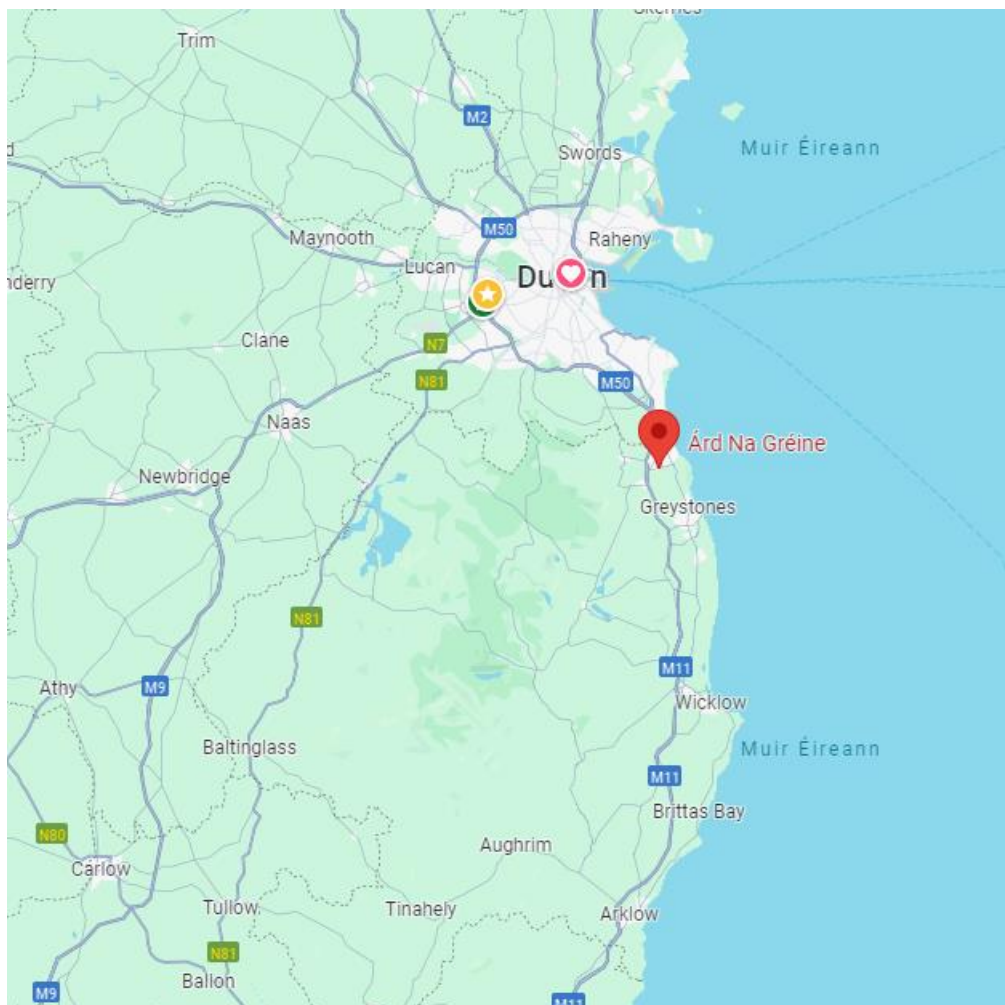 Skerries
Trim
M2
Muir Éireann
Swords
M50
Raheny
Maynooth
Lucan
nderry
N7
Clane
N81
M50
Naas
Árd Na Gréine
Newbridge
Greystones
N81
M11
Athy
M9
Wicklow
Baltinglass
Muir Éireann
M11
Brittas Bay
N80
Aughrim
Carlow
Tullow
Tinahely
Arklow
N81
Ballon
M9
M11